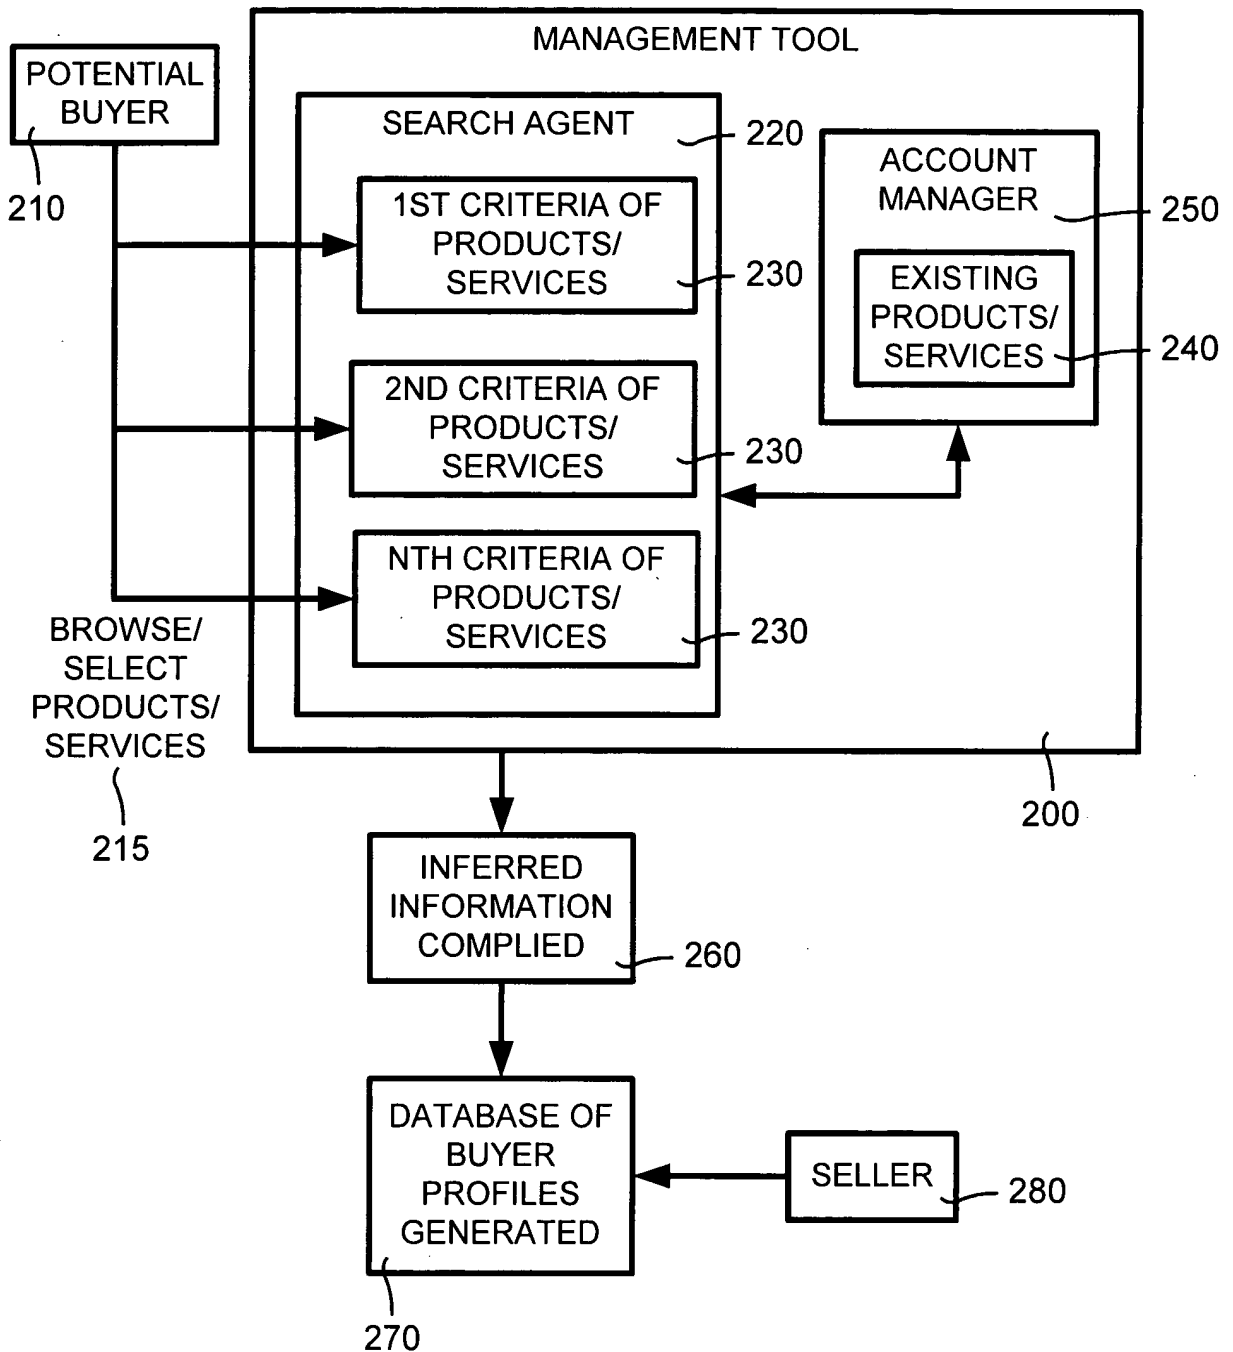 MANAGEMENT TOOL
POTENTIAL
BUYER
210
SEARCH AGENT
220
1ST CRITERIA OF
PRODUCTS/
SERVICES
230
2ND CRITERIA OF
PRODUCTS/
SERVICES
230
NTH CRITERIA OF
PRODUCTS/
SERVICES
230
ACCOUNT
MANAGER
250
EXISTING
PRODUCTS/
SERVICES
240
BROWSE/
SELECT
PRODUCTS/
SERVICES
215
200
INFERRED
INFORMATION
COMPLIED
260
DATABASE OF
BUYER
PROFILES
GENERATED
270
SELLER
280